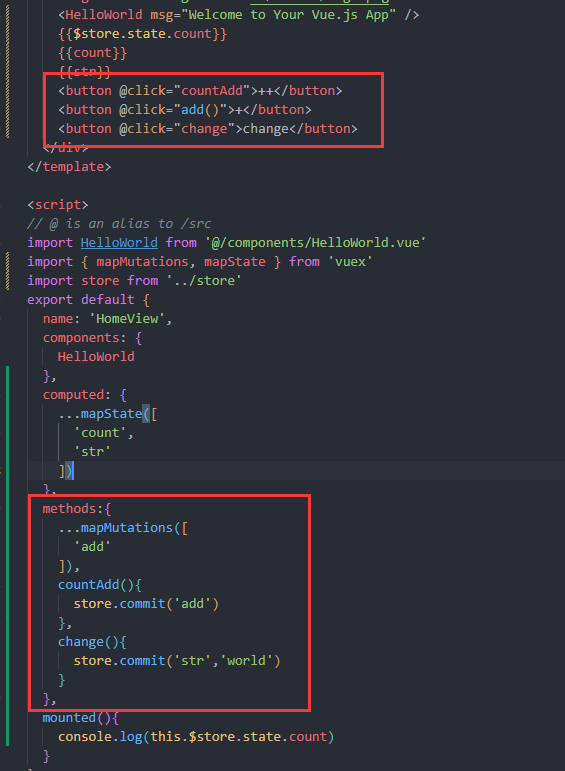 <HelloWorld msg="Welcome to Your Vue.js App" />
{{$store.state.count}}
{{count}}
{{str}}
<button @click="countAdd">++</button>
<button @click="add()">+</button>
<button @click="change">change</button>
</div>
</template>
<script>
// @ is an alias to /src
import HelloWorld from '@/components/HelloWorld.vue'
import { mapMutations, mapState } from 'vuex'
import store from '../store'
export default {
name: 'HomeView',
components: {
HelloWorld
},
computed: {
...mapState([
'count',
'str'
])
},
methods:{
...mapMutations([
'add'
]),
countAdd(){
store.commit('add')
},
change(){
store.commit('str','world')
}
},
mounted(){
console.log(this.$store.state.count)
}